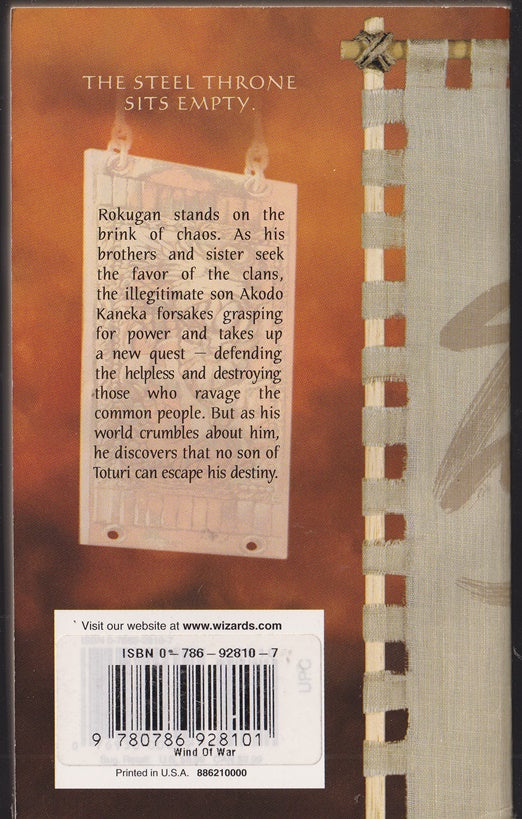 THE STEEL THRONE
SITS EMPTY.
Rokugan stands on the
brink of chaos. As his
brothers and sister seek
the favor of the clans,
the illegitimate son Akodo
Kaneka forsakes grasping
for power and takes up
a new quest — defending
the helpless and destroying
those who ravage the
common people. But as his
world crumbles about him,
he discovers that no son of
Toturi can escape his destiny.
Visit our website at www.wizards.com
ISBN 0-786-92810-7
9 780786 928101
Wind Of War
UPC
Printed in U.S.A. 886210000